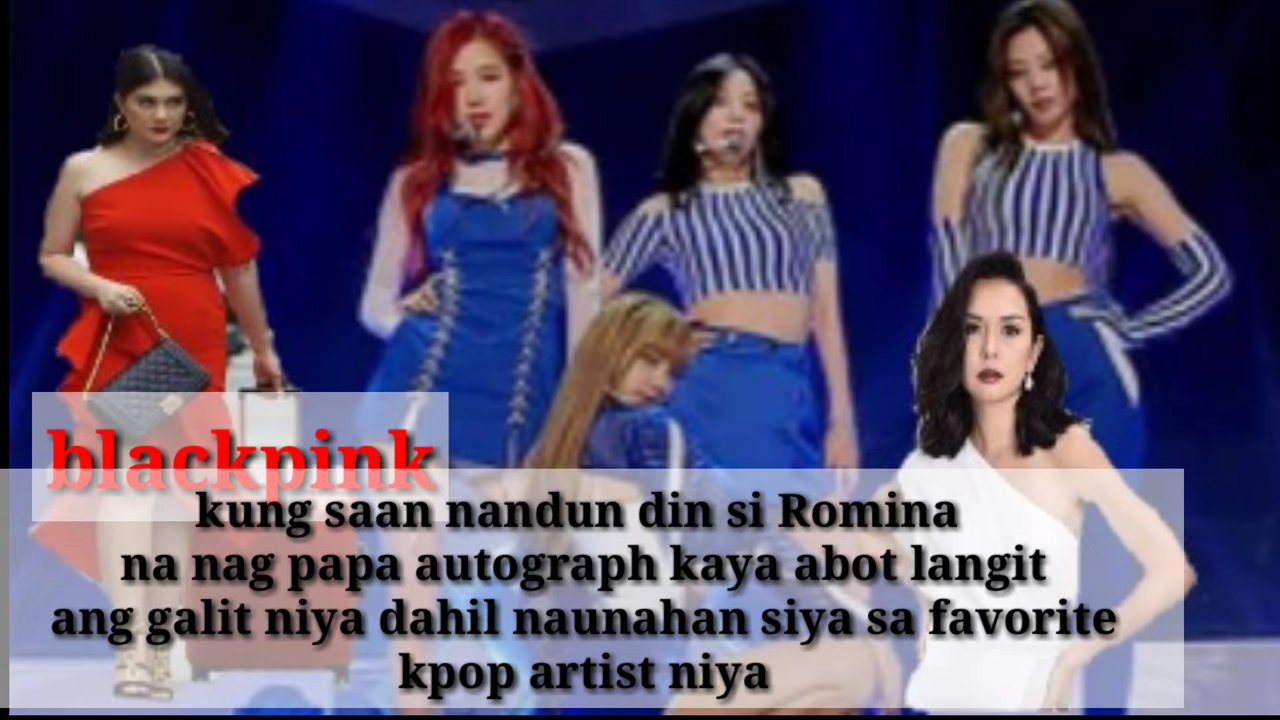 blackpink
kung saan nandun din si Romina
na nag papa autograph kaya abot langit
ang galit niya dahil naunahan siya sa favorite
kpop artist niya